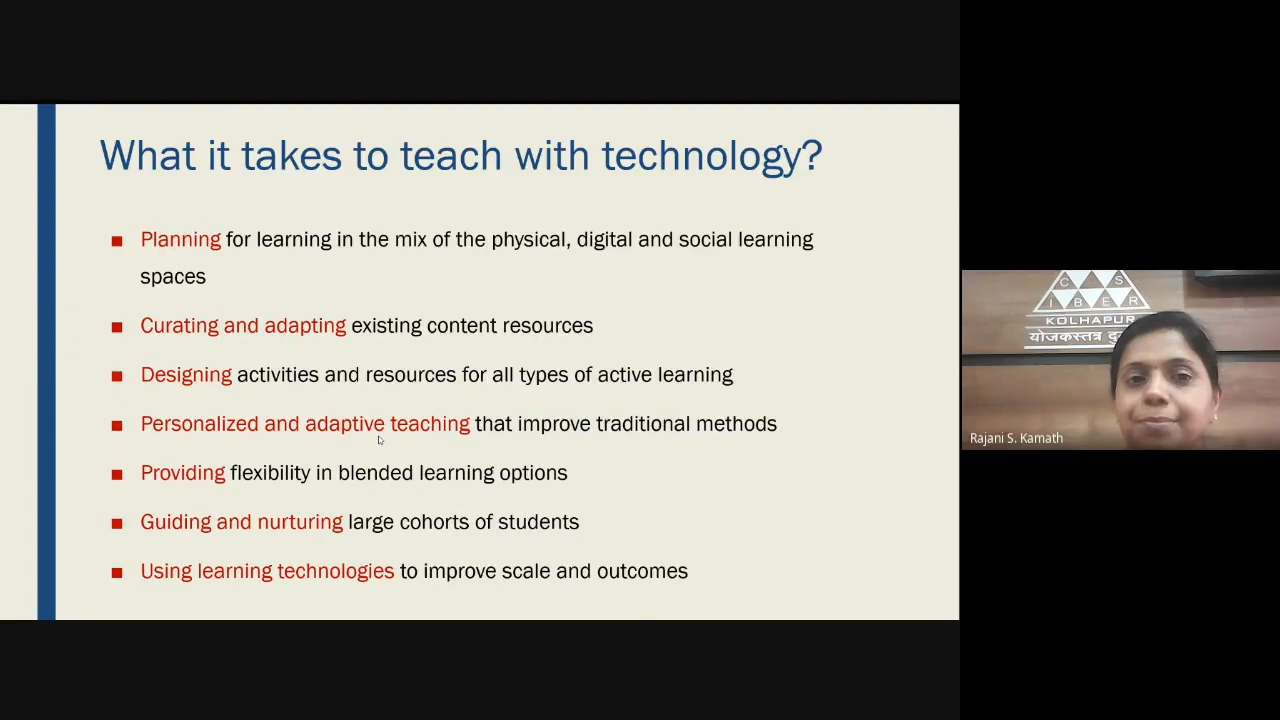 What it takes to teach with technology?
■ Planning for learning in the mix of the physical, digital and social learning
spaces
■ Curating and adapting existing content resources
■ Designing activities and resources for all types of active learning
■ Personalized and adaptive teaching that improve traditional methods
■ Providing flexibility in blended learning options
■ Guiding and nurturing large cohorts of students
■ Using learning technologies to improve scale and outcomes
C S
I B E R
KOLHAPUR
योजकस्तत्र
Rajani S. Kamath